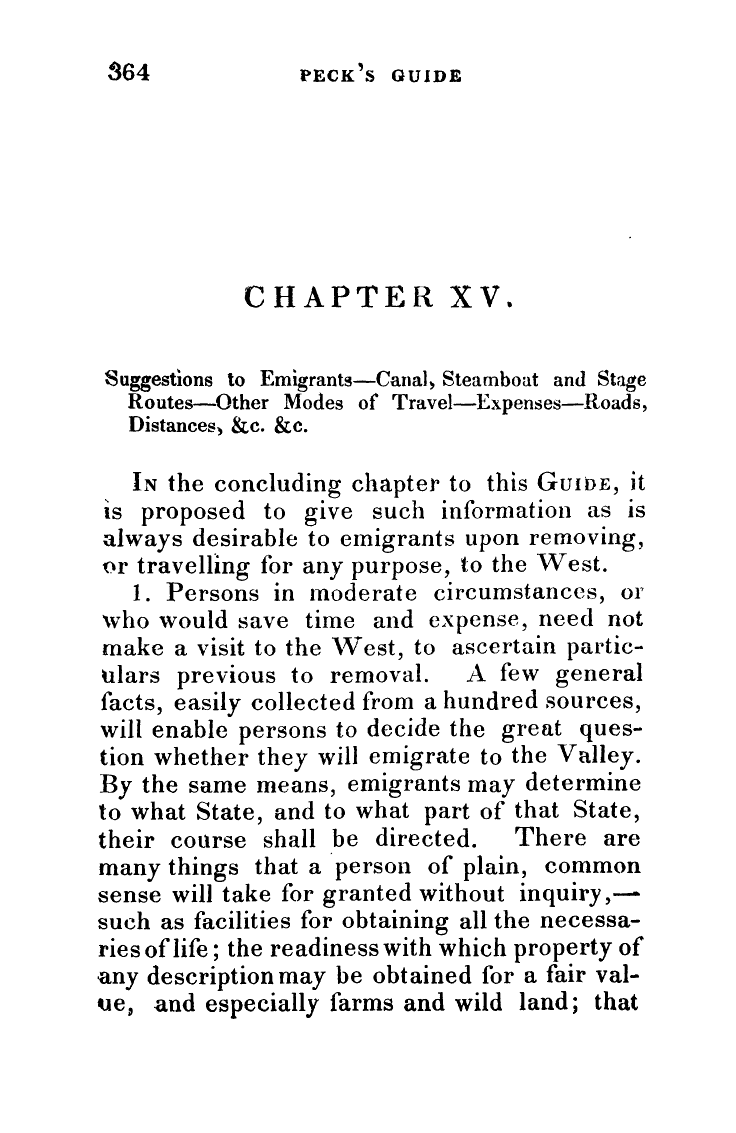 364 PECK'S GUIDE
CHAPTER XV.
Suggestions to Emigrants—Canal, Steamboat and Stage
Routes—Other Modes of Travel—Expenses—Roads,
Distances, &c. &c.
IN the concluding chapter to this GUIDE, it
is proposed to give such information as is
always desirable to emigrants upon removing,
or travelling for any purpose, to the West.
1. Persons in moderate circumstances, or
who would save time and expense, need not
make a visit to the West, to ascertain partic-
ulars previous to removal. A few general
facts, easily collected from a hundred sources,
will enable persons to decide the great ques-
tion whether they will emigrate to the Valley.
By the same means, emigrants may determine
to what State, and to what part of that State,
their course shall be directed. There are
many things that a person of plain, common
sense will take for granted without inquiry,—
such as facilities for obtaining all the necessa-
ries of life; the readiness with which property of
any description may be obtained for a fair val-
ue, and especially farms and wild land; that